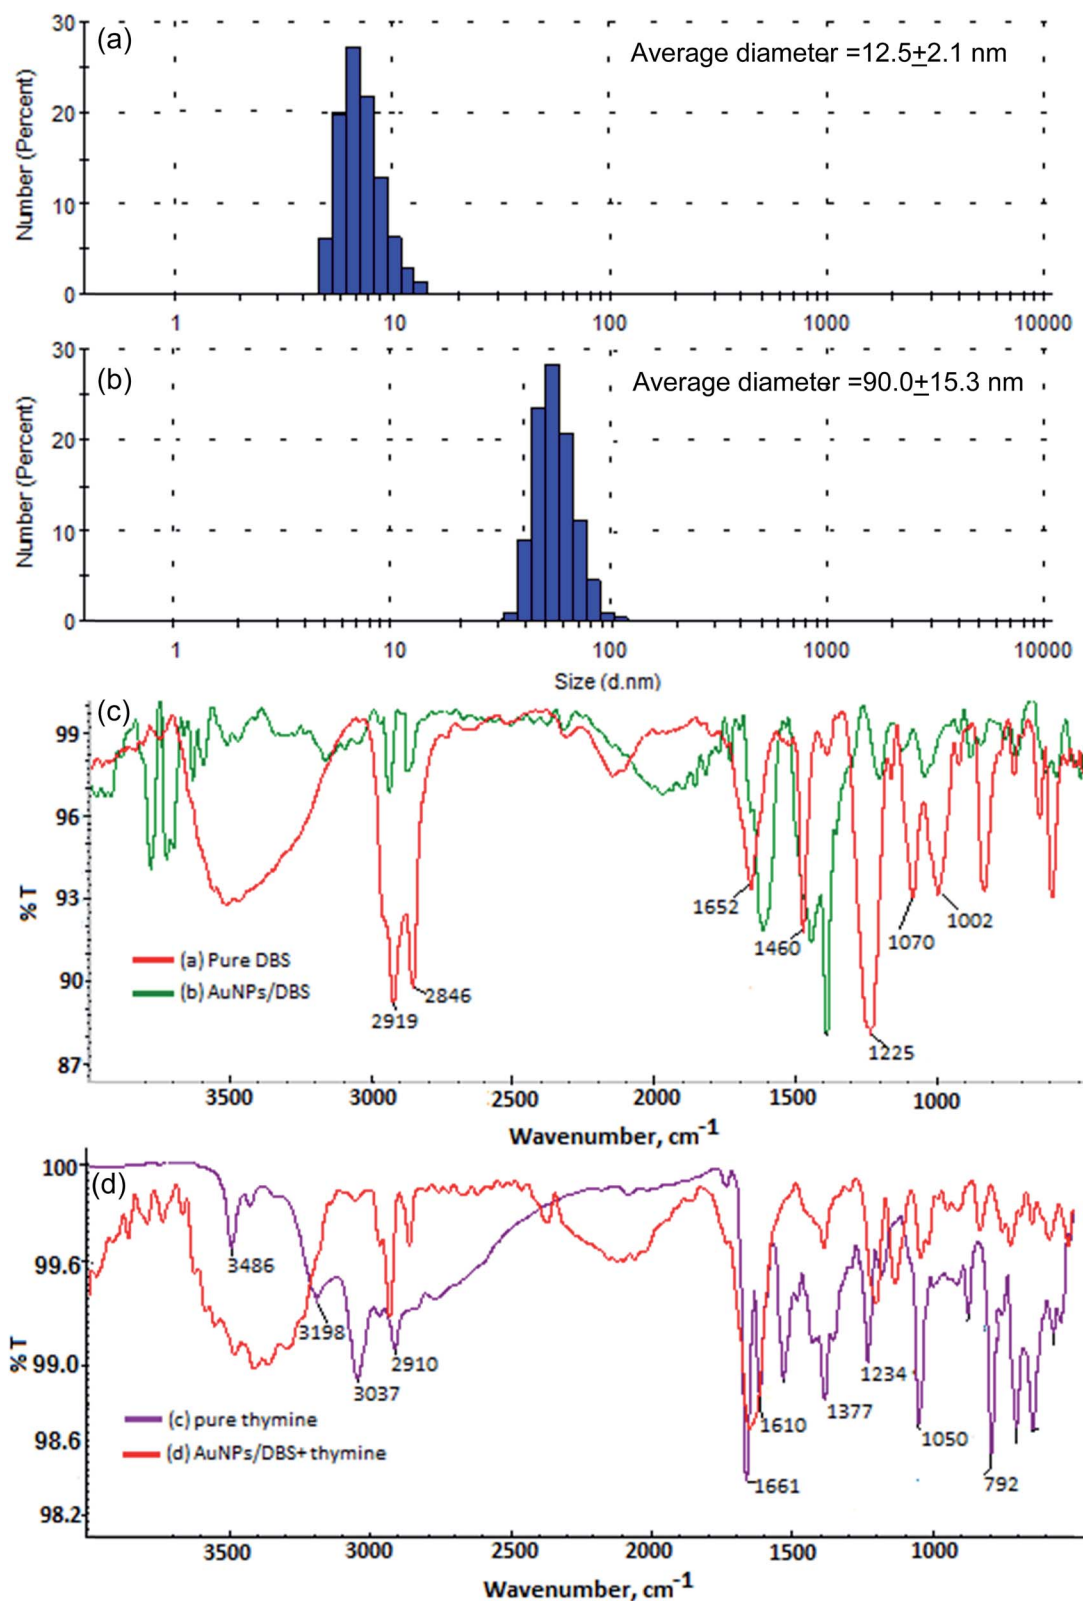 (a)
Average diameter =12.5±2.1 nm
Number (Percent)
30
20
10
0
1 10 100 1000 10000
(b)
Average diameter =90.0±15.3 nm
Number (Percent)
30
20
10
0
1 10 100 1000 10000
Size (d.nm)
(c)
% T
99
96
93
90
87
1652
1460
1070
1002
2919
2846
1225
(a) Pure DBS
(b) AuNPs/DBS
3500 3000 2500 2000 1500 1000
Wavenumber, cm⁻¹
(d)
% T
100
99.6
99.0
98.6
98.2
3486
3198
3037
2910
1661
1610
1377
1234
1050
792
(c) pure thymine
(d) AuNPs/DBS+ thymine
3500 3000 2500 2000 1500 1000
Wavenumber, cm⁻¹